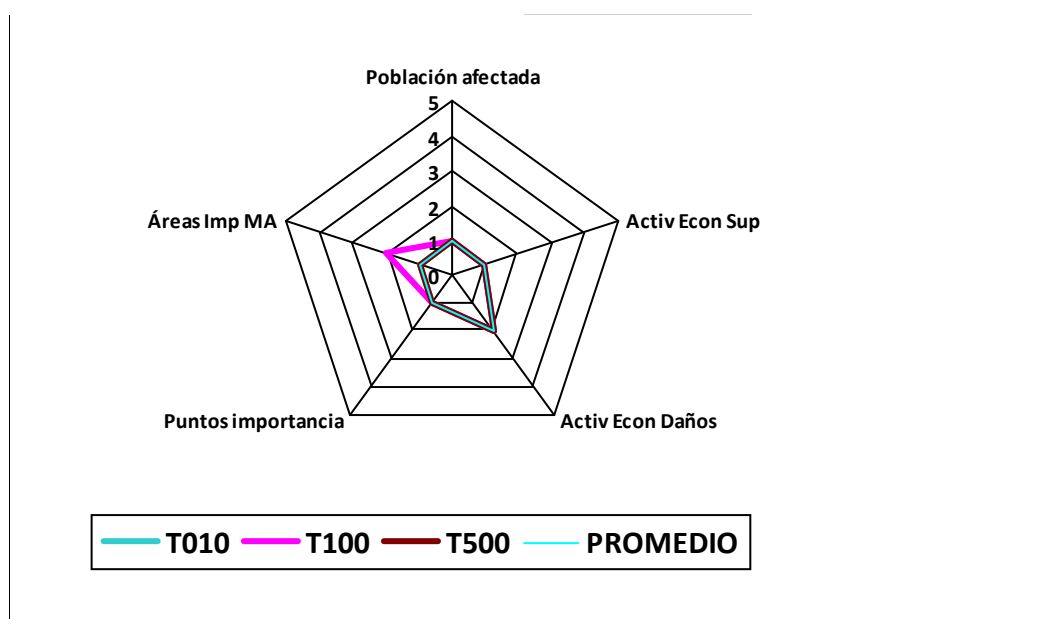 Población afectada
5
4
3
2
1
0
Áreas Imp MA
Activ Econ Sup
Puntos importancia
Activ Econ Daños
T010 T100 T500 PROMEDIO